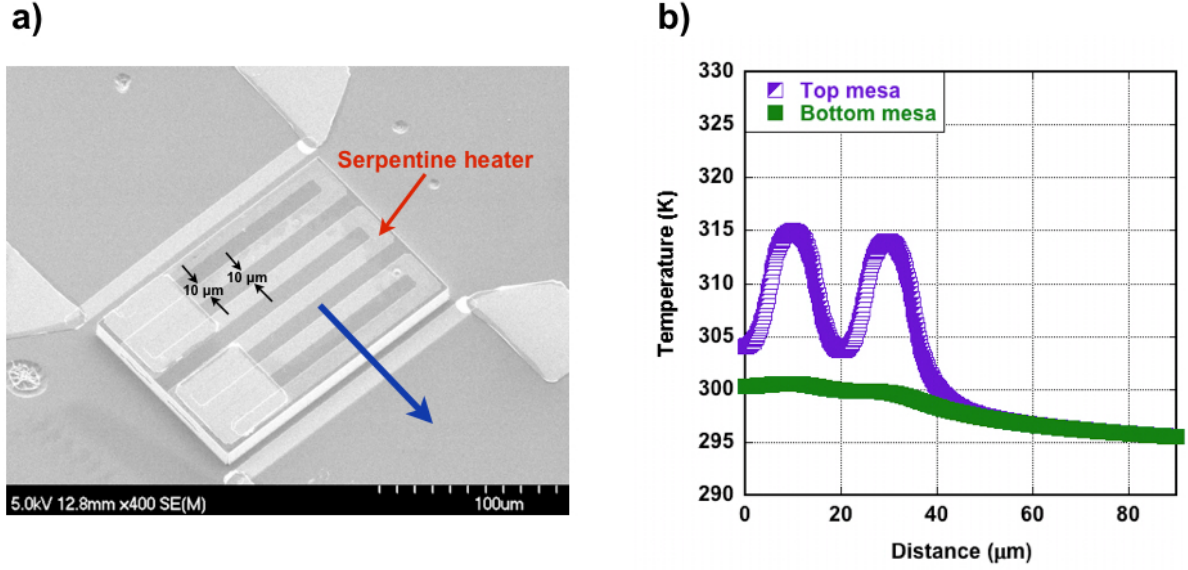 a)
Serpentine heater
10 µm
10 µm
5.0kV 12.8mm x400 SE(M)
100um
b)
330
325
320
315
310
305
300
295
290
Temperature (K)
Top mesa
Bottom mesa
0
20
40
60
80
Distance (µm)